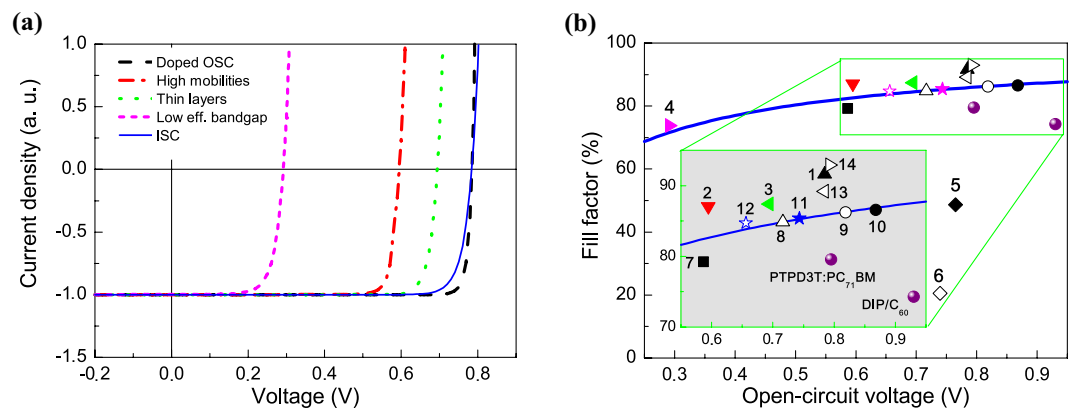 (a)
1.0
0.5
0.0
-0.5
-1.0
-1.5
Current density (a. u.)
Doped OSC
High mobilities
Thin layers
Low eff. bandgap
ISC
-0.2 0.0 0.2 0.4 0.6 0.8
Voltage (V)
(b)
100
80
60
40
20
0
Fill factor (%)
4
5
6
90
85
80
70
1
14
2
3
13
12
11
8
9
10
7
PTPD3T:PC71BM
DIP/C60
0.6 0.7 0.8 0.9
0.3 0.4 0.5 0.6 0.7 0.8 0.9
Open-circuit voltage (V)